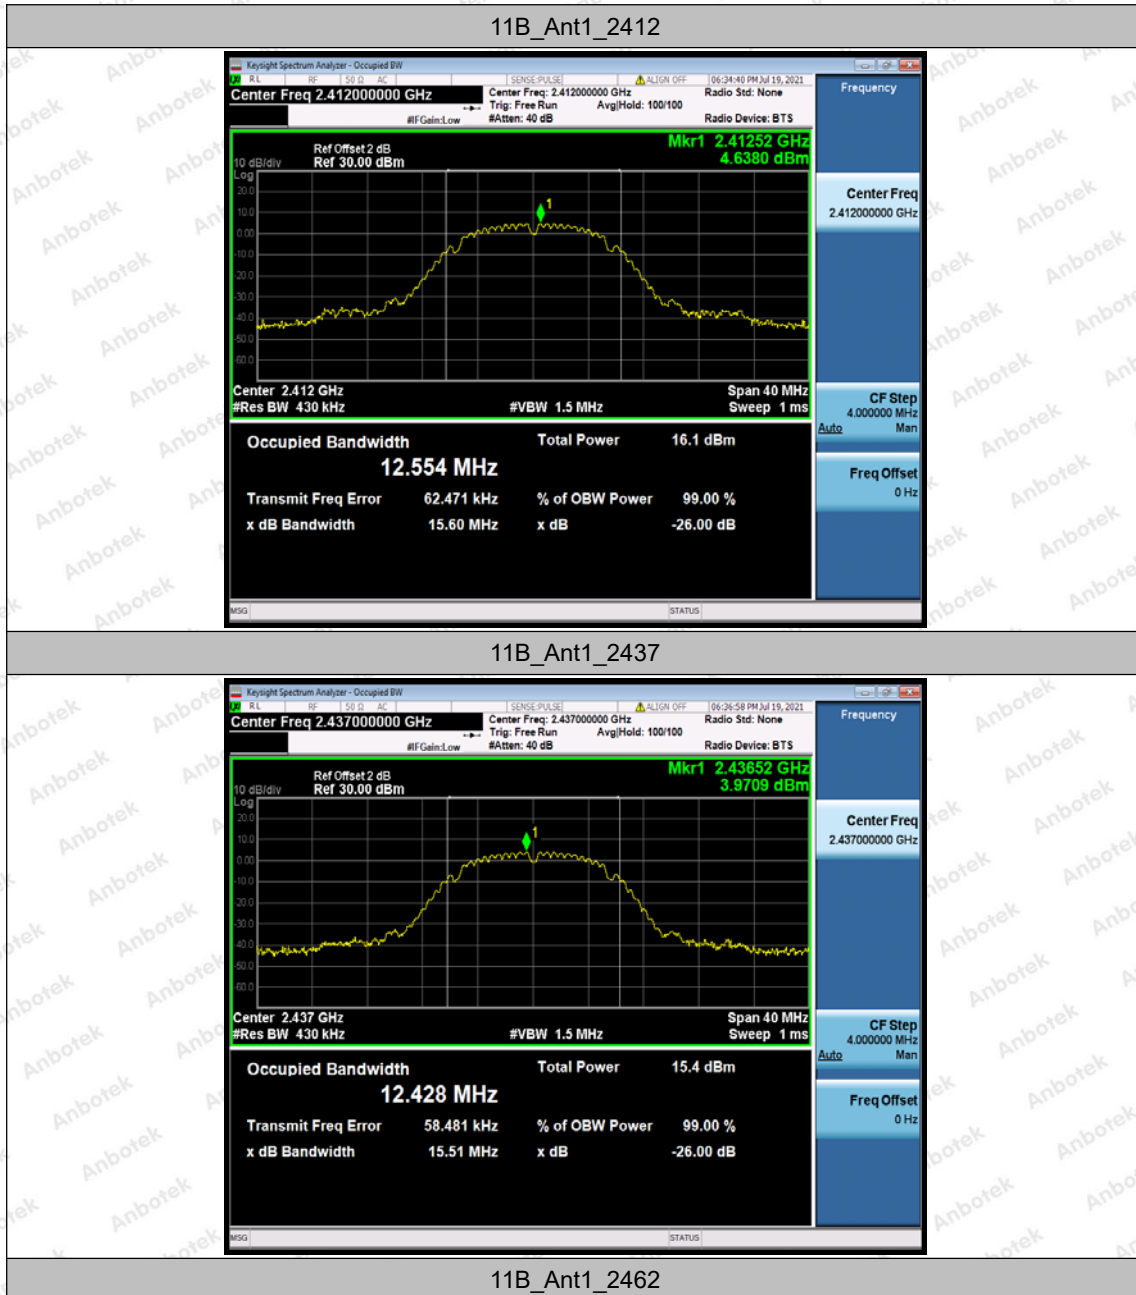 11B_Ant1_2412
Keysight Spectrum Analyzer - Occupied BW
RL RF 50 Ω AC SENSE:PULSE ALIGN OFF 06:34:40 PM Jul 19, 2021
Center Freq 2.412000000 GHz
Center Freq: 2.412000000 GHz Radio Std: None
Trig: Free Run Avg|Hold: 100/100
#IFGain:Low #Atten: 40 dB Radio Device: BTS
Frequency
Mkr1 2.41252 GHz
4.6380 dBm
Ref Offset 2 dB
10 dB/div Ref 30.00 dBm
Log
20.0
10.0
0.00
-10.0
-20.0
-30.0
-40.0
-50.0
-60.0
1
Center Freq
2.412000000 GHz
Center 2.412 GHz Span 40 MHz
#Res BW 430 kHz #VBW 1.5 MHz Sweep 1 ms
CF Step
4.000000 MHz
Auto Man
Freq Offset
0 Hz
Occupied Bandwidth Total Power 16.1 dBm
12.554 MHz
Transmit Freq Error 62.471 kHz % of OBW Power 99.00 %
x dB Bandwidth 15.60 MHz x dB -26.00 dB
MSG STATUS
11B_Ant1_2437
Keysight Spectrum Analyzer - Occupied BW
RL RF 50 Ω AC SENSE:PULSE ALIGN OFF 06:36:58 PM Jul 19, 2021
Center Freq 2.437000000 GHz
Center Freq: 2.437000000 GHz Radio Std: None
Trig: Free Run Avg|Hold: 100/100
#IFGain:Low #Atten: 40 dB Radio Device: BTS
Frequency
Mkr1 2.43652 GHz
3.9709 dBm
Ref Offset 2 dB
10 dB/div Ref 30.00 dBm
Log
20.0
10.0
0.00
-10.0
-20.0
-30.0
-40.0
-50.0
-60.0
1
Center Freq
2.437000000 GHz
Center 2.437 GHz Span 40 MHz
#Res BW 430 kHz #VBW 1.5 MHz Sweep 1 ms
CF Step
4.000000 MHz
Auto Man
Freq Offset
0 Hz
Occupied Bandwidth Total Power 15.4 dBm
12.428 MHz
Transmit Freq Error 58.481 kHz % of OBW Power 99.00 %
x dB Bandwidth 15.51 MHz x dB -26.00 dB
MSG STATUS
11B_Ant1_2462